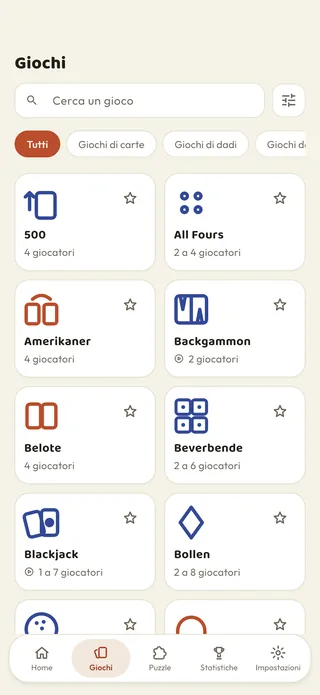 Giochi
Cerca un gioco
Tutti
Giochi di carte
Giochi di dadi
Giochi d
500
4 giocatori
All Fours
2 a 4 giocatori
Amerikaner
4 giocatori
Backgammon
2 giocatori
Belote
4 giocatori
Beverbende
2 a 6 giocatori
Blackjack
1 a 7 giocatori
Bollen
2 a 8 giocatori
Home
Giochi
Puzzle
Statistiche
Impostazioni